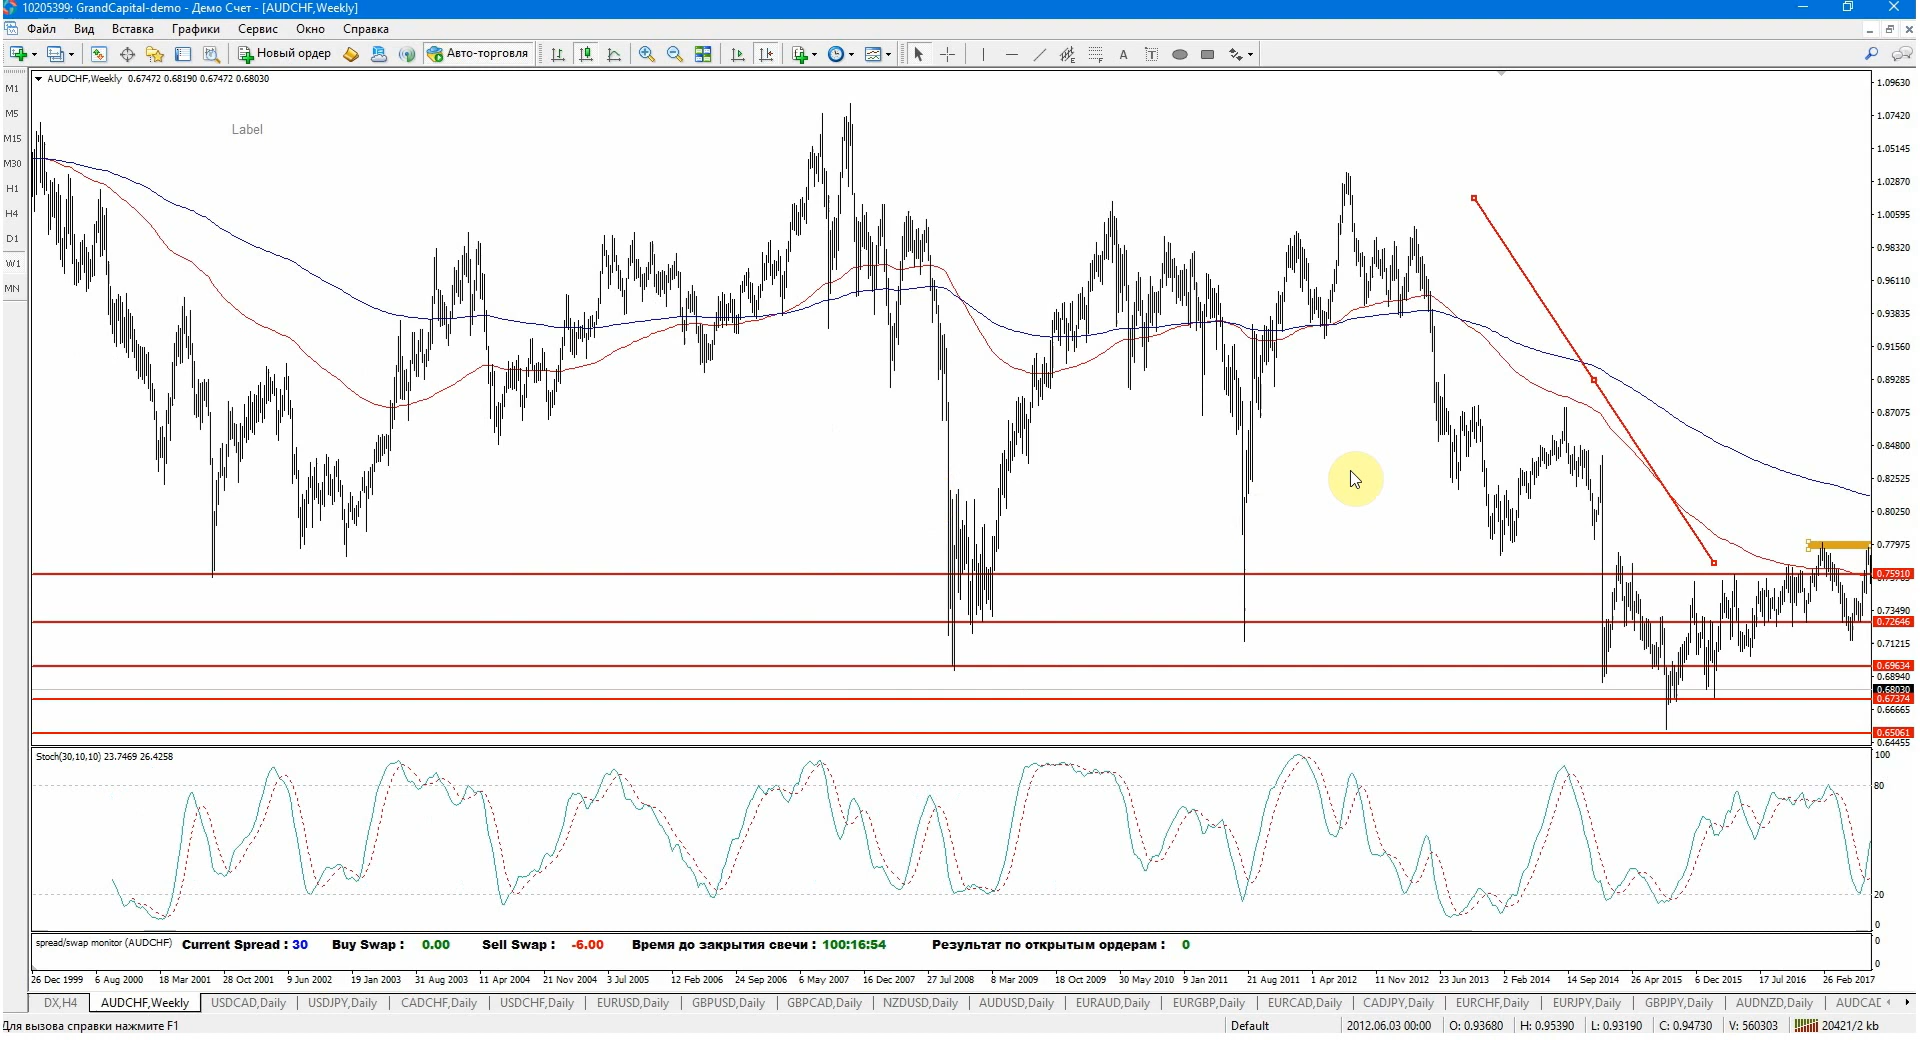 10205399: GrandCapital-demo - Демо Счет - [AUDCHF,Weekly]
Файл Вид Вставка Графики Сервис Окно Справка
Новый ордер Авто-торговля
M1
M5
M15
M30
H1
H4
D1
W1
MN
AUDCHF,Weekly 0.67472 0.68190 0.67472 0.68030
Label
1.09630
1.07420
1.05145
1.02870
1.00595
0.98320
0.96110
0.93835
0.91560
0.89285
0.87075
0.84800
0.82525
0.80250
0.77975
0.75910
0.73490
0.72646
0.71215
0.69634
0.68940
0.68030
0.67374
0.66665
0.65061
0.64455
Stoch(30,10,10) 23.7469 26.4258
100
80
20
0
spread/swap monitor (AUDCHF) Current Spread : 30 Buy Swap : 0.00 Sell Swap : -6.00 Время до закрытия свечи : 100:16:54 Результат по открытым ордерам : 0
0
0
26 Dec 1999 6 Aug 2000 18 Mar 2001 28 Oct 2001 9 Jun 2002 19 Jan 2003 31 Aug 2003 11 Apr 2004 21 Nov 2004 3 Jul 2005 12 Feb 2006 24 Sep 2006 6 May 2007 16 Dec 2007 27 Jul 2008 8 Mar 2009 18 Oct 2009 30 May 2010 9 Jan 2011 21 Aug 2011 1 Apr 2012 11 Nov 2012 23 Jun 2013 2 Feb 2014 14 Sep 2014 26 Apr 2015 6 Dec 2015 17 Jul 2016 26 Feb 2017
DX,H4 AUDCHF,Weekly USDCAD,Daily USDJPY,Daily CADCHF,Daily USDCHF,Daily EURUSD,Daily GBPUSD,Daily GBPCAD,Daily NZDUSD,Daily AUDUSD,Daily EURAUD,Daily EURGBP,Daily EURCAD,Daily CADJPY,Daily EURCHF,Daily EURJPY,Daily GBPJPY,Daily AUDNZD,Daily AUDCAD
Для вызова справки нажмите F1 Default 2012.06.03 00:00 O: 0.93680 H: 0.95390 L: 0.93190 C: 0.94730 V: 560303 20421/2 kb